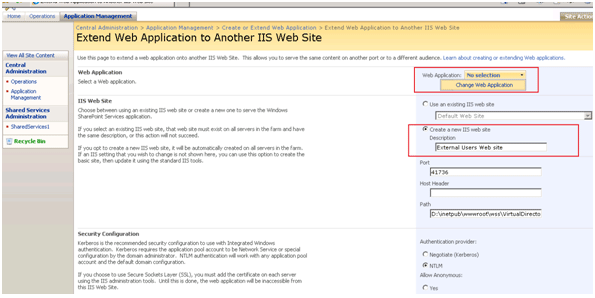 Home Operations Application Management Site Actio
Central Administration > Application Management > Create or Extend Web Application > Extend Web Application to Another IIS Web Site
Extend Web Application to Another IIS Web Site
View All Site Content
Central
Administration
Operations
Application
Management
Shared Services
Administration
SharedServices1
Recycle Bin
Use this page to extend a web application onto another IIS Web Site. This allows you to serve the same content on another port or to a different audience. Learn about creating or extending Web applications.
Web Application
Select a Web application.
Web Application: No selection
Change Web Application
IIS Web Site
Choose between using an existing IIS web site or create a new one to serve the Windows
SharePoint Services application.
If you select an existing IIS web site, that web site must exist on all servers in the farm and have
the same description, or this action will not succeed.
If you opt to create a new IIS web site, it will be automatically created on all servers in the farm.
If an IIS setting that you wish to change is not shown here, you can use this option to create the
basic site, then update it using the standard IIS tools.
Use an existing IIS web site
Default Web Site
Create a new IIS web site
Description
External Users Web site
Port
41736
Host Header
Path
D:\netpub\wwwroot\wss\VirtualDirecto
Security Configuration
Kerberos is the recommended security configuration to use with Integrated Windows
authentication. Kerberos requires the application pool account to be Network Service or special
configuration by the domain administrator. NTLM authentication will work with any application pool
account and the default domain configuration.
If you choose to use Secure Sockets Layer (SSL), you must add the certificate on each server
using the IIS administration tools. Until this is done, the web application will be inaccessible from
this IIS Web Site.
Authentication provider:
Negotiate (Kerberos)
NTLM
Allow Anonymous:
Yes